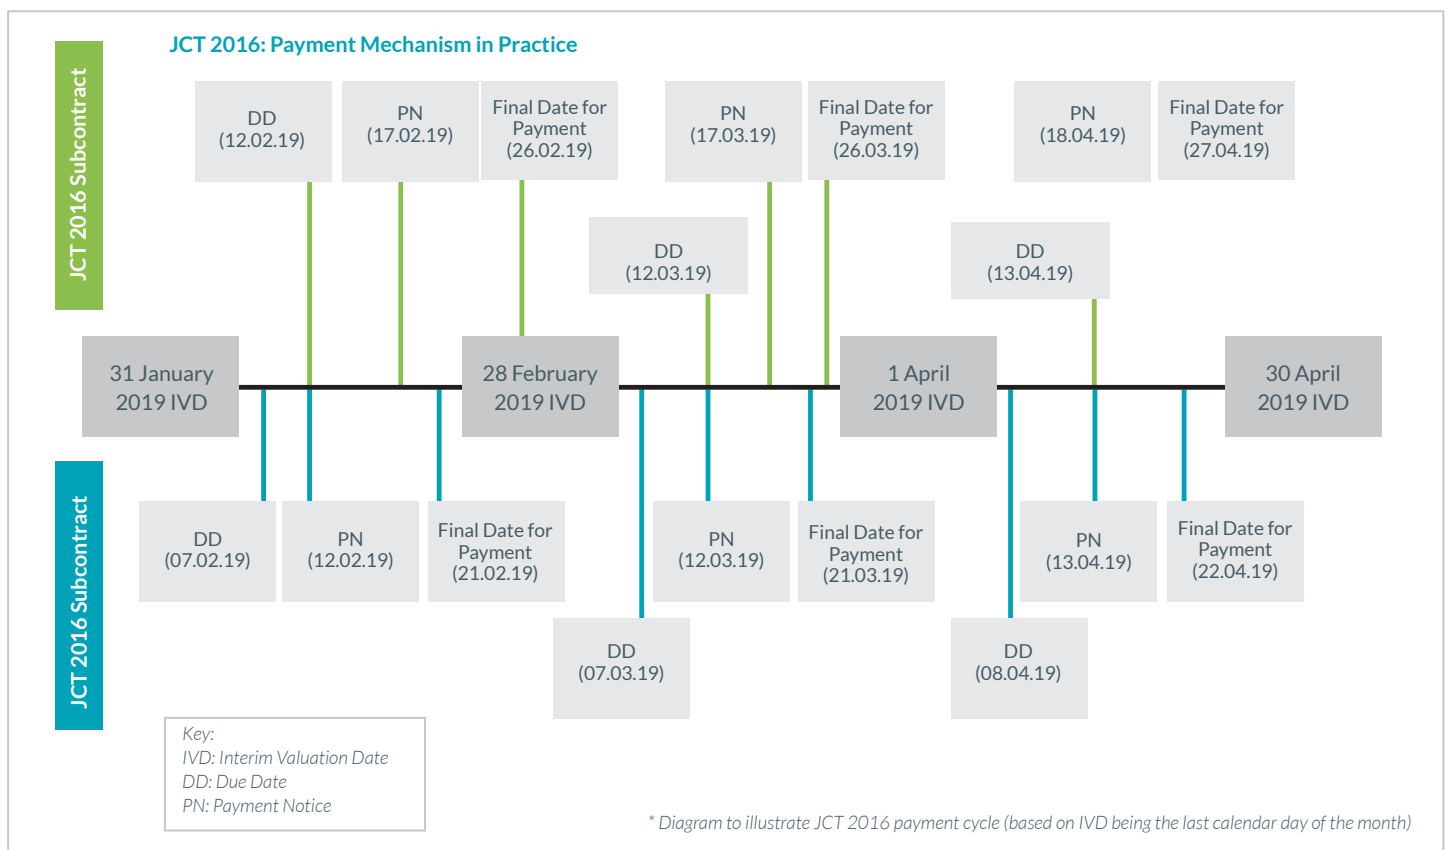 JCT 2016: Payment Mechanism in Practice
JCT 2016 Subcontract
DD
(12.02.19)
PN
(17.02.19)
Final Date for
Payment
(26.02.19)
PN
(17.03.19)
Final Date for
Payment
(26.03.19)
PN
(18.04.19)
Final Date for
Payment
(27.04.19)
DD
(12.03.19)
DD
(13.04.19)
31 January
2019 IVD
28 February
2019 IVD
1 April
2019 IVD
30 April
2019 IVD
JCT 2016 Subcontract
DD
(07.02.19)
PN
(12.02.19)
Final Date for
Payment
(21.02.19)
PN
(12.03.19)
Final Date for
Payment
(21.03.19)
PN
(13.04.19)
Final Date for
Payment
(22.04.19)
DD
(07.03.19)
DD
(08.04.19)
Key:
IVD: Interim Valuation Date
DD: Due Date
PN: Payment Notice
* Diagram to illustrate JCT 2016 payment cycle (based on IVD being the last calendar day of the month)